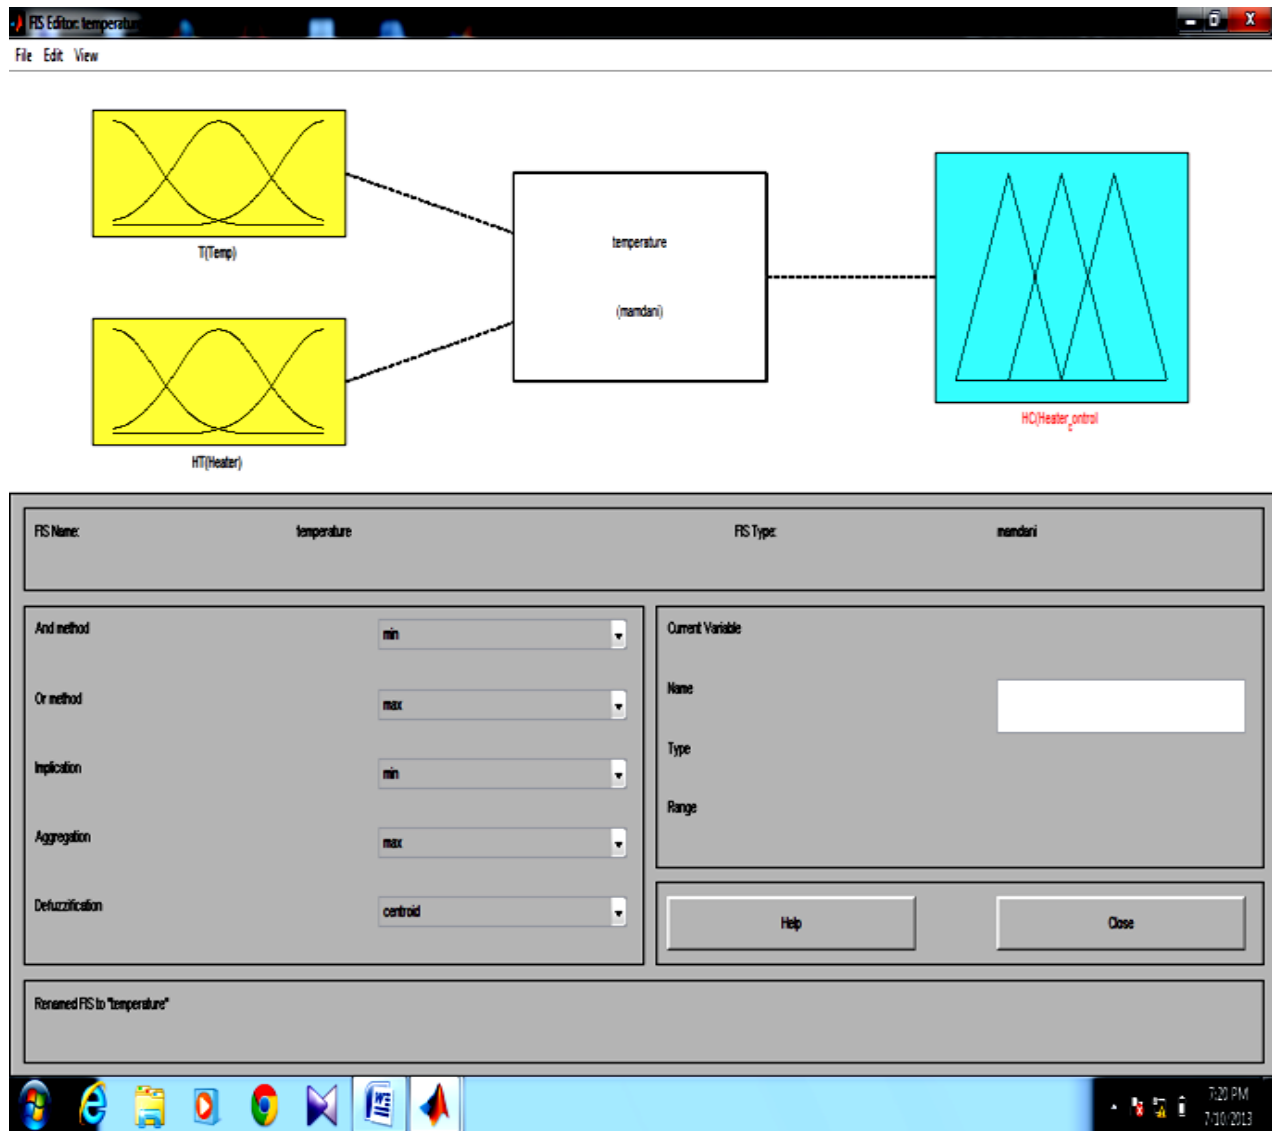 FIS Editor: temperature
File Edit View
T(Temp)
HT(Heater)
temperature
(mamdani)
HC(Heater_control
FIS Name: temperature FIS Type: mamdani
And method min
Or method max
Implication min
Aggregation max
Defuzzification centroid
Current Variable
Name
Type
Range
Help Close
Renamed FIS to "temperature"
7:20 PM
7/10/2013